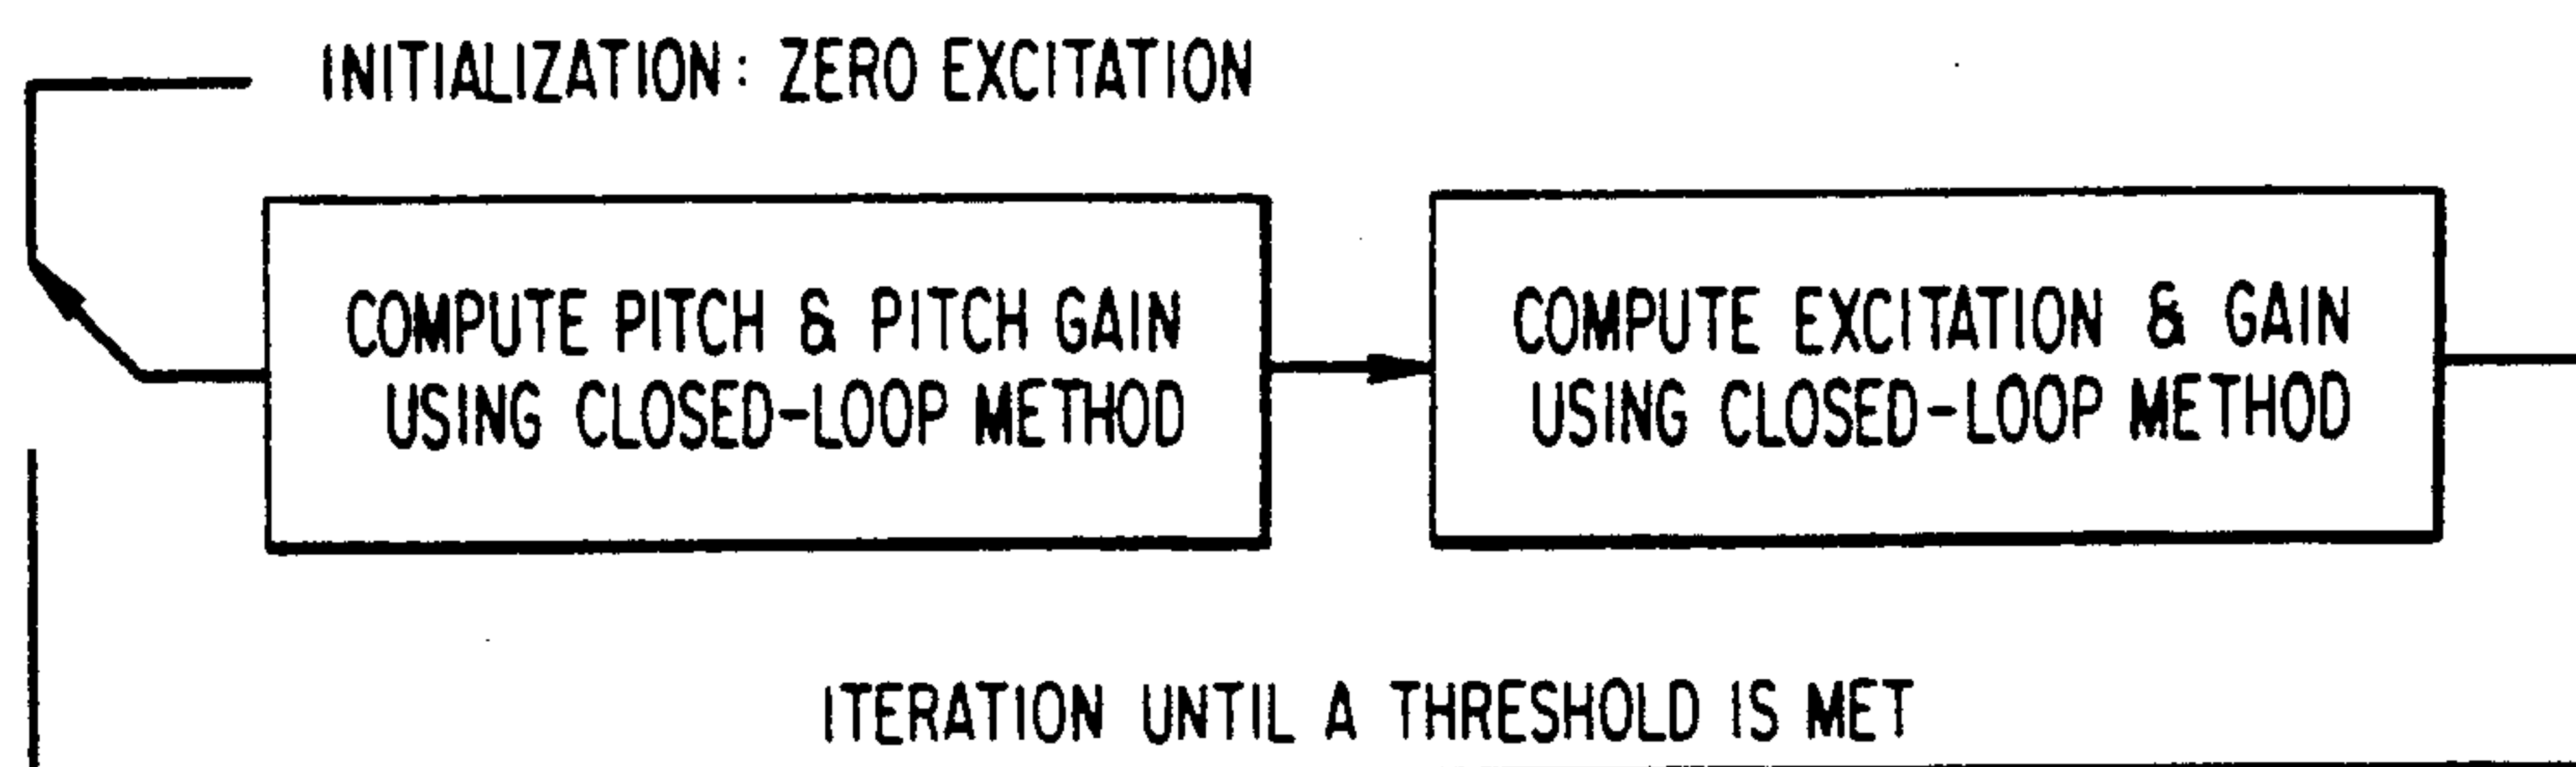 INITIALIZATION: ZERO EXCITATION
COMPUTE PITCH & PITCH GAIN
USING CLOSED-LOOP METHOD
COMPUTE EXCITATION & GAIN
USING CLOSED-LOOP METHOD
ITERATION UNTIL A THRESHOLD IS MET